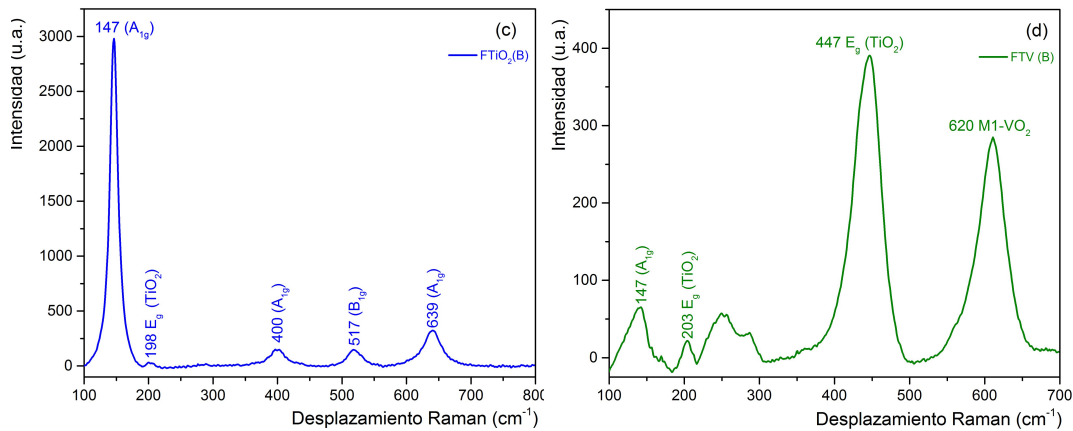 147 (A1g)
(c)
FTiO2(B)
Intensidad (u.a.)
3000
2500
2000
1500
1000
500
0
198 Eg (TiO2)
400 (A1g)
517 (B1g)
639 (A1g)
100 200 300 400 500 600 700 800
Desplazamiento Raman (cm-1)
(d)
447 Eg (TiO2)
FTV (B)
620 M1-VO2
Intensidad (u.a.)
400
300
200
100
0
147 (A1g)
203 Eg (TiO2)
100 200 300 400 500 600 700
Desplazamiento Raman (cm-1)